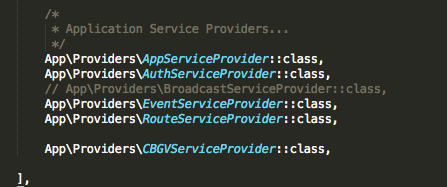 /*
* Application Service Providers...
*/
App\Providers\AppServiceProvider::class,
App\Providers\AuthServiceProvider::class,
// App\Providers\BroadcastServiceProvider::class,
App\Providers\EventServiceProvider::class,
App\Providers\RouteServiceProvider::class,
App\Providers\CBGVServiceProvider::class,
],